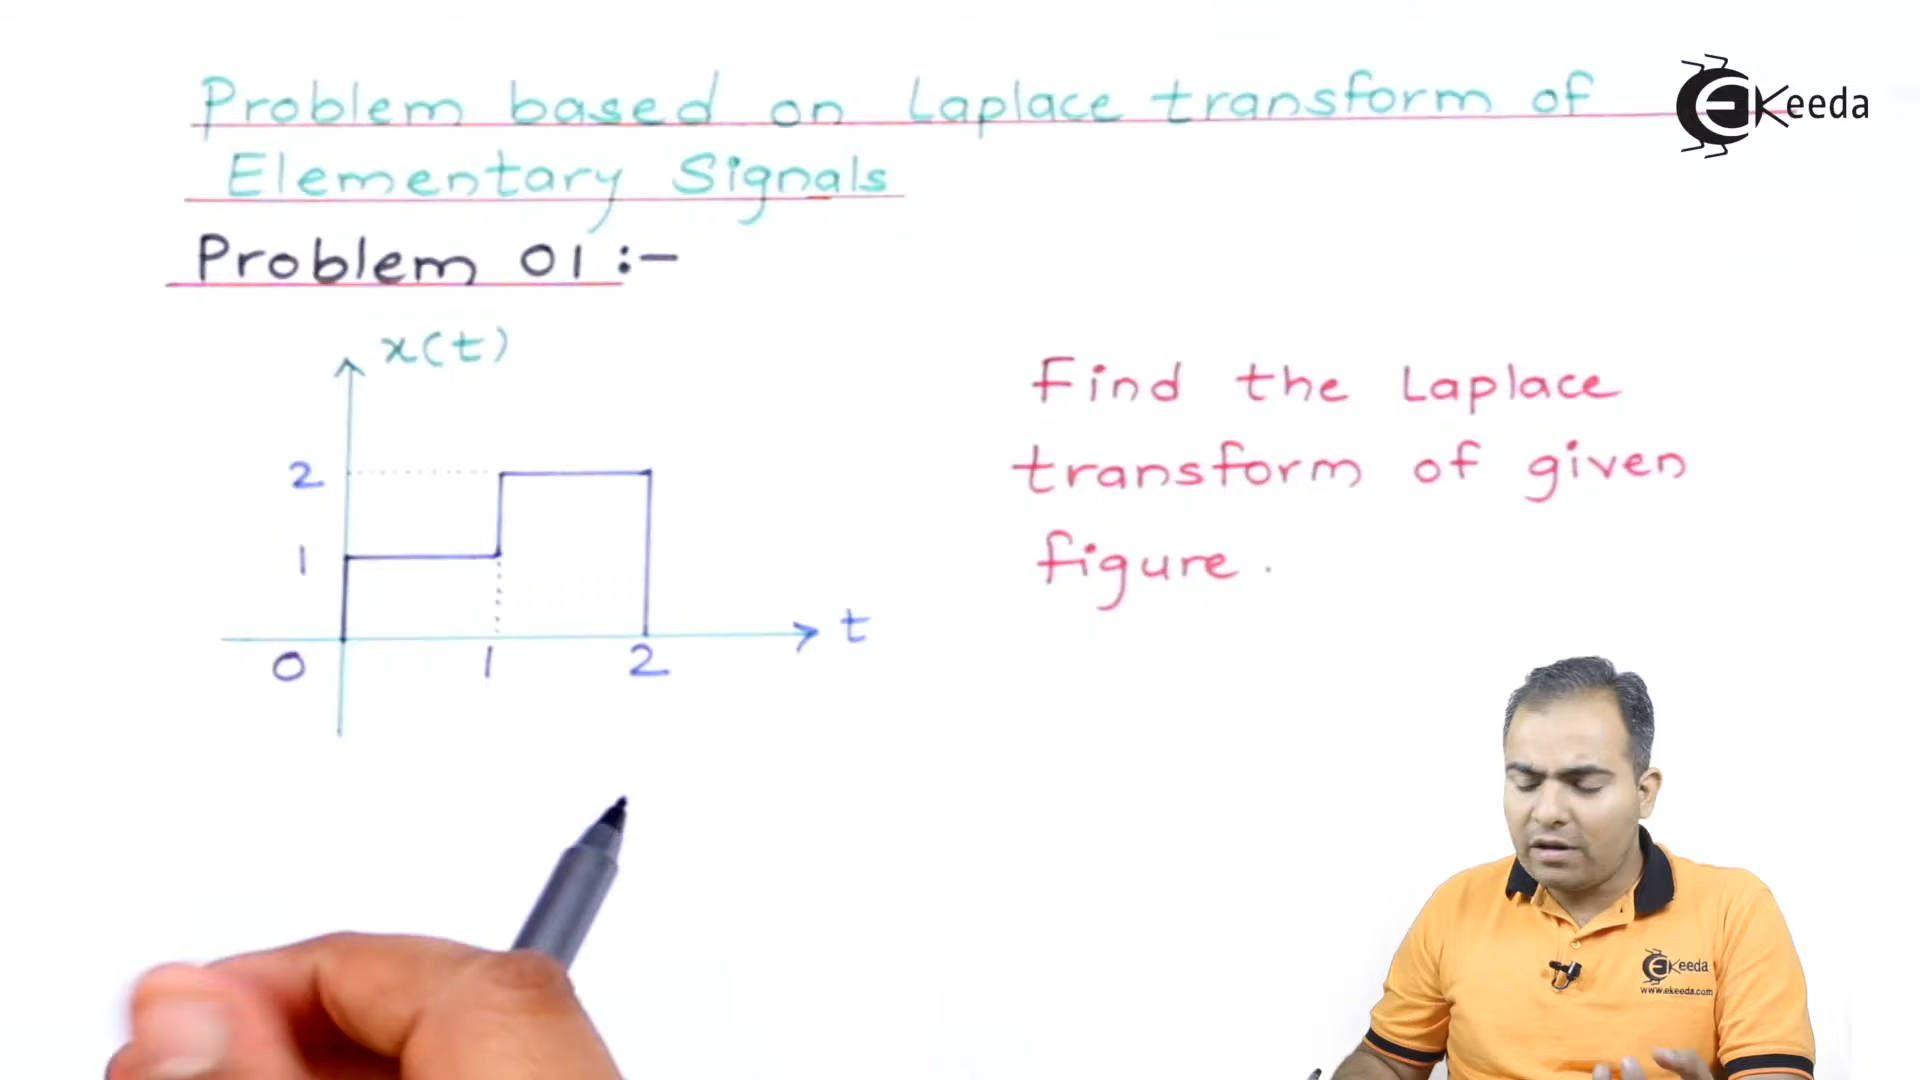 Problem based on Laplace transform of
Elementary Signals
Keeda
Problem 01 :-
x(t)
2
1
0
1
2
t
Find the Laplace
transform of given
figure.
Keeda
www.ekeeda.com